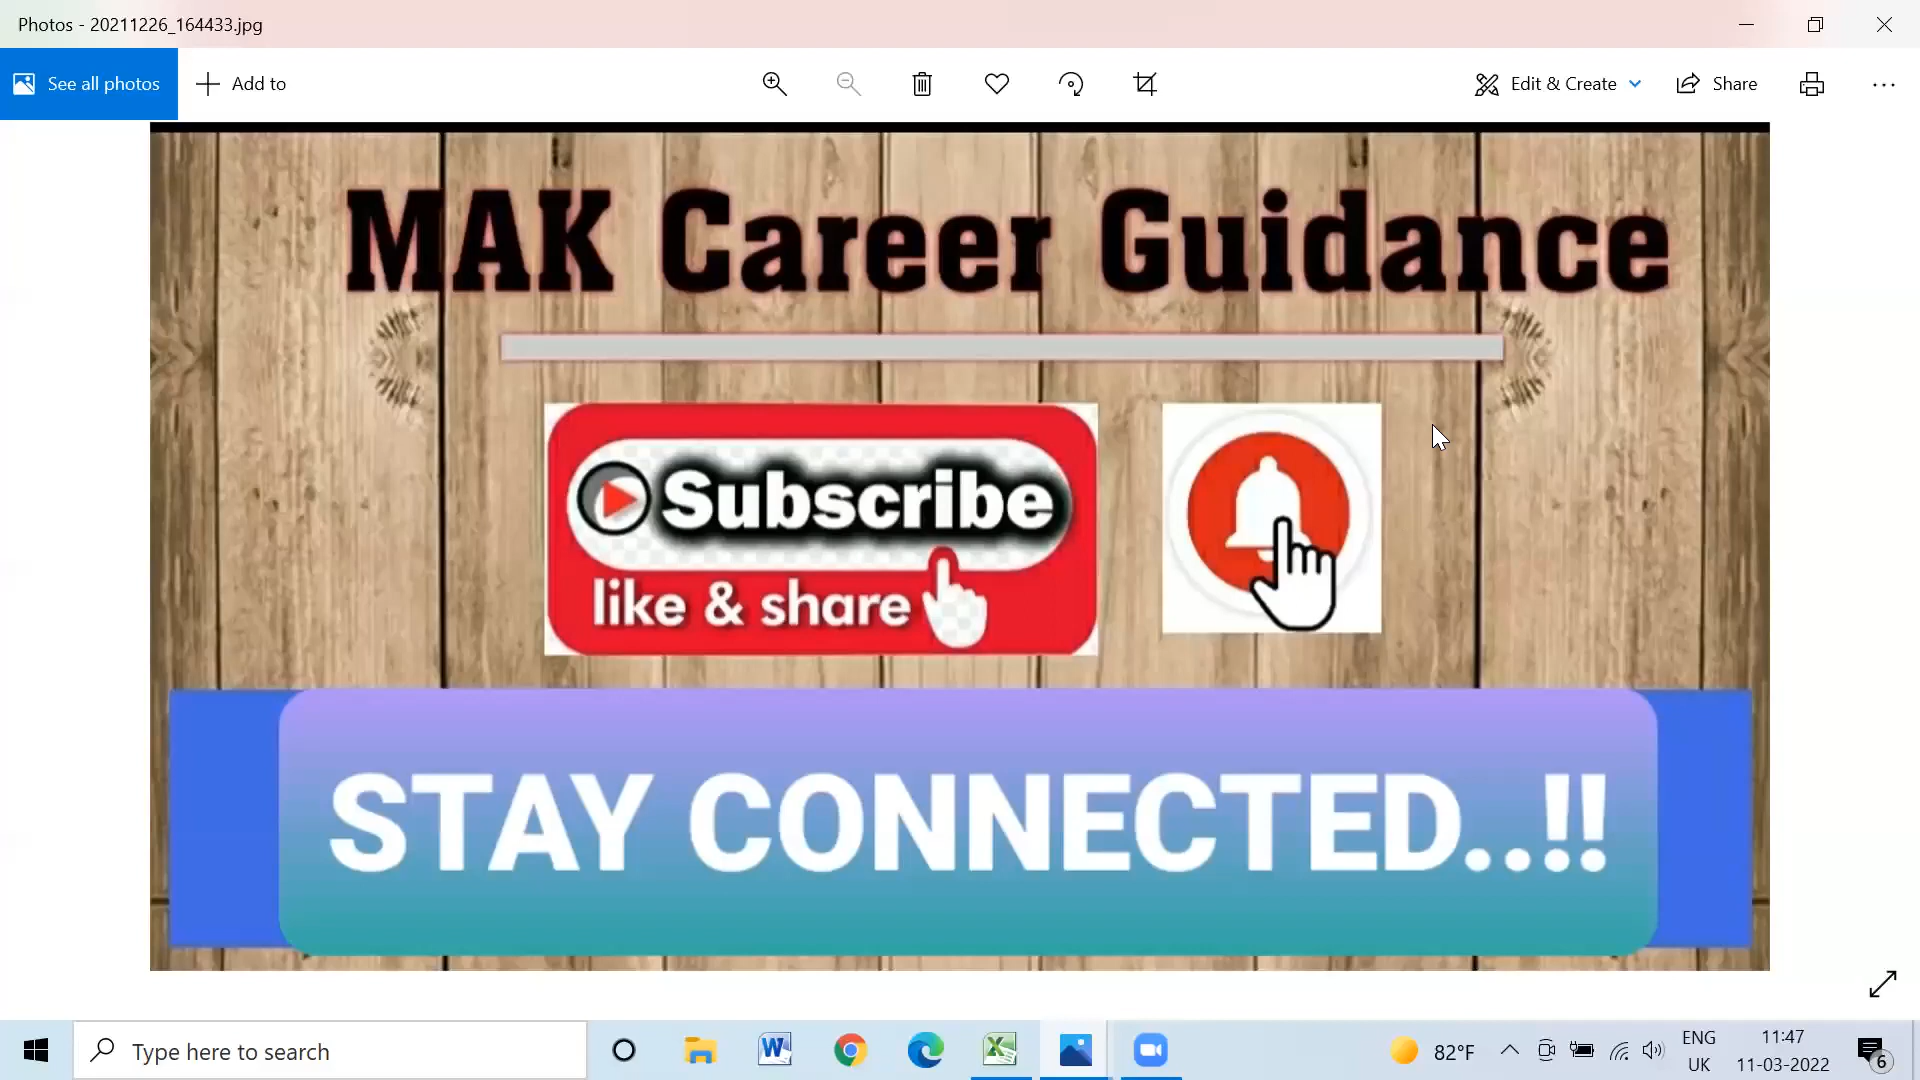 Photos - 20211226_164433.jpg
See all photos
Add to
Edit & Create
Share
MAK Career Guidance
Subscribe
like & share
STAY CONNECTED..!!
Type here to search
82°F
ENG
UK
11:47
11-03-2022
6